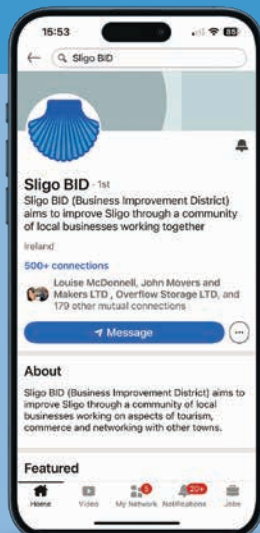 15:53
85
Sligo BID
Sligo BID · 1st
Sligo BID (Business Improvement District)
aims to improve Sligo through a community
of local businesses working together
Ireland
500+ connections
Louise McDonnell, John Movers and
Makers LTD , Overflow Storage LTD, and
179 other mutual connections
Message
About
Sligo BID (Business Improvement District) aims to
improve Sligo through a community of local
businesses working on aspects of tourism,
commerce and networking with other towns.
Featured
5
20+
Home Video My Network Notifications Jobs